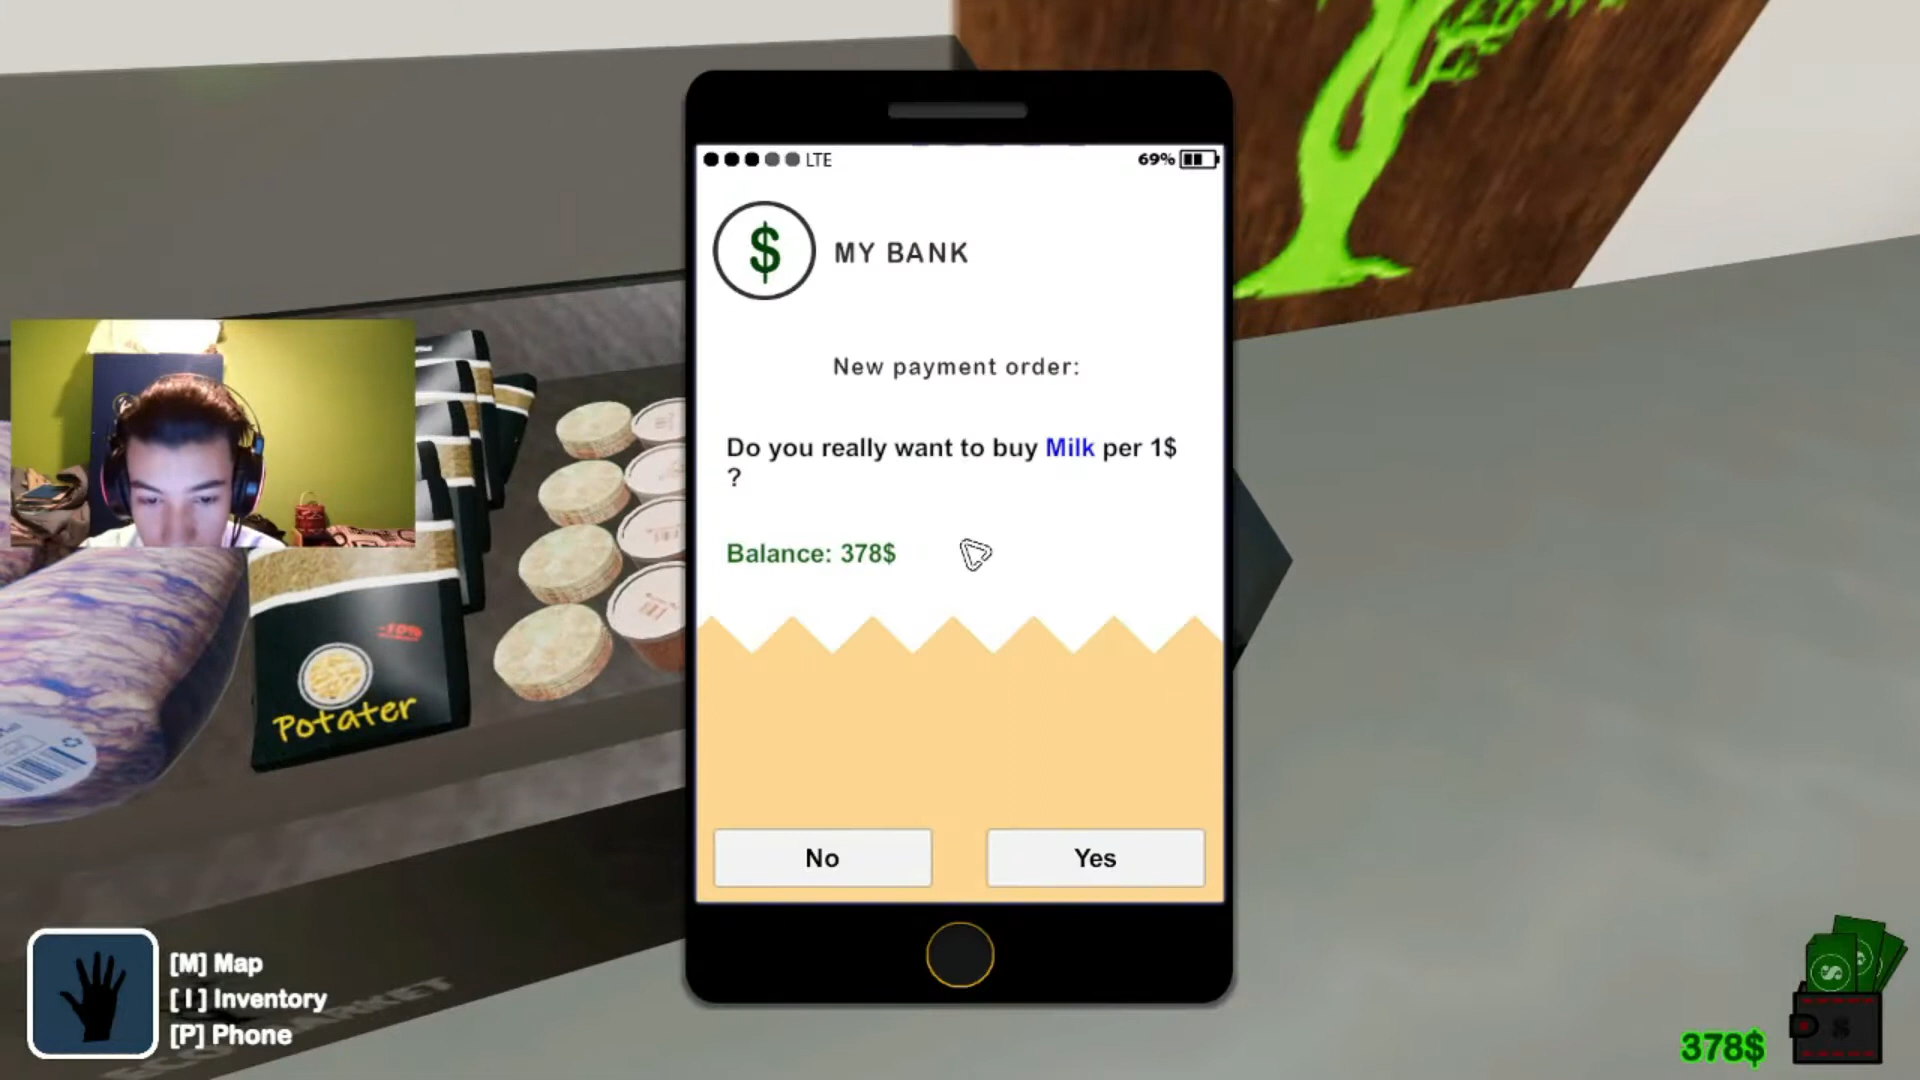 LTE
69%
$
MY BANK
New payment order:
Do you really want to buy Milk per 1$
?
Balance: 378$
-10%
Potater
No
Yes
[M] Map
[ I ] Inventory
[P] Phone
378$